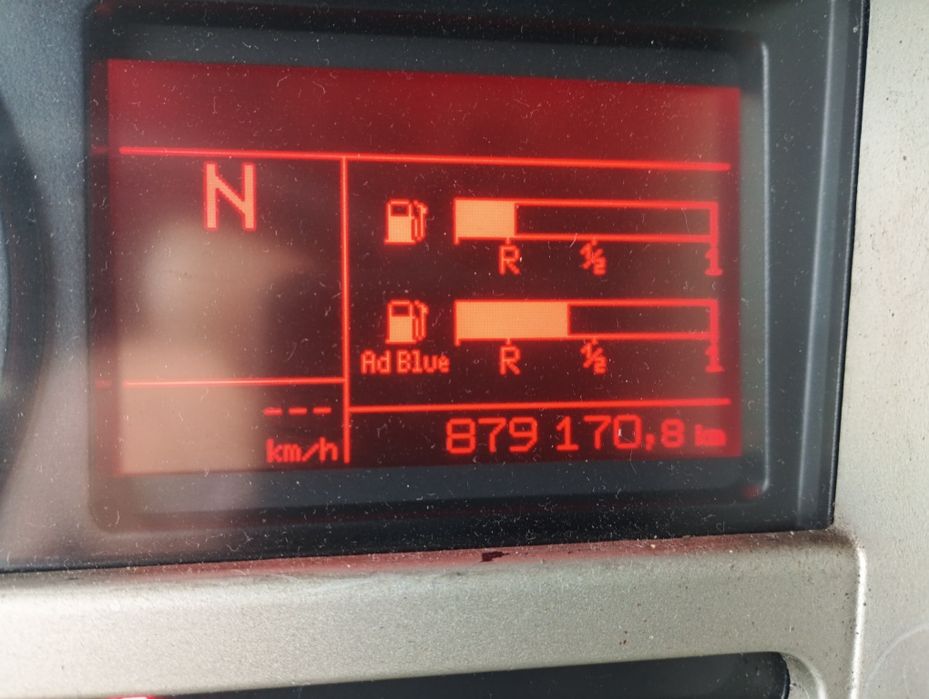 N
R ½ 1
Ad Blue
R ½ 1
---
km/h
879 170,8 km